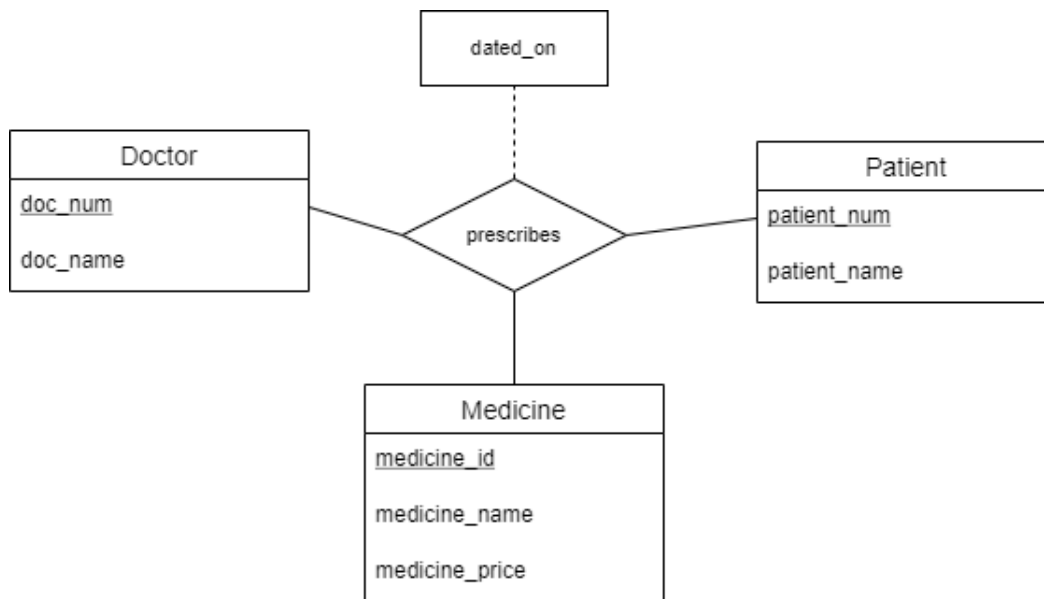 dated_on
Doctor
doc_num
doc_name
prescribes
Patient
patient_num
patient_name
Medicine
medicine_id
medicine_name
medicine_price